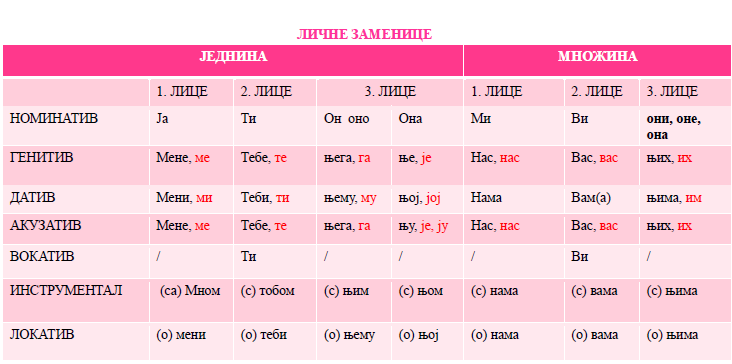 ЛИЧНЕ ЗАМЕНИЦЕ
ЈЕДНИНА МНОЖИНА
1. ЛИЦЕ 2. ЛИЦЕ 3. ЛИЦЕ 1. ЛИЦЕ 2. ЛИЦЕ 3. ЛИЦЕ
НОМИНАТИВ Ја Ти Он оно Она Ми Ви они, оне,
она
ГЕНИТИВ Мене, ме Тебе, те њега, га ње, је Нас, нас Вас, вас њих, их
ДАТИВ Мени, ми Теби, ти њему, му њој, јој Нама Вам(а) њима, им
АКУЗАТИВ Мене, ме Тебе, те њега, га њу, је, ју Нас, нас Вас, вас њих, их
ВОКАТИВ / Ти / / / Ви /
ИНСТРУМЕНТАЛ (са) Мном (с) тобом (с) њим (с) њом (с) нама (с) вама (с) њима
ЛОКАТИВ (о) мени (о) теби (о) њему (о) њој (о) нама (о) вама (о) њима